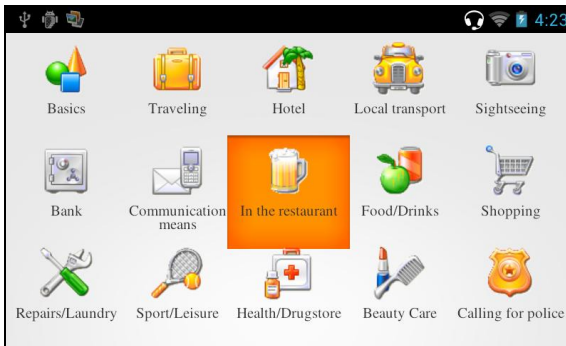 4:23
Basics Traveling Hotel Local transport Sightseeing
Bank Communication means In the restaurant Food/Drinks Shopping
Repairs/Laundry Sport/Leisure Health/Drugstore Beauty Care Calling for police